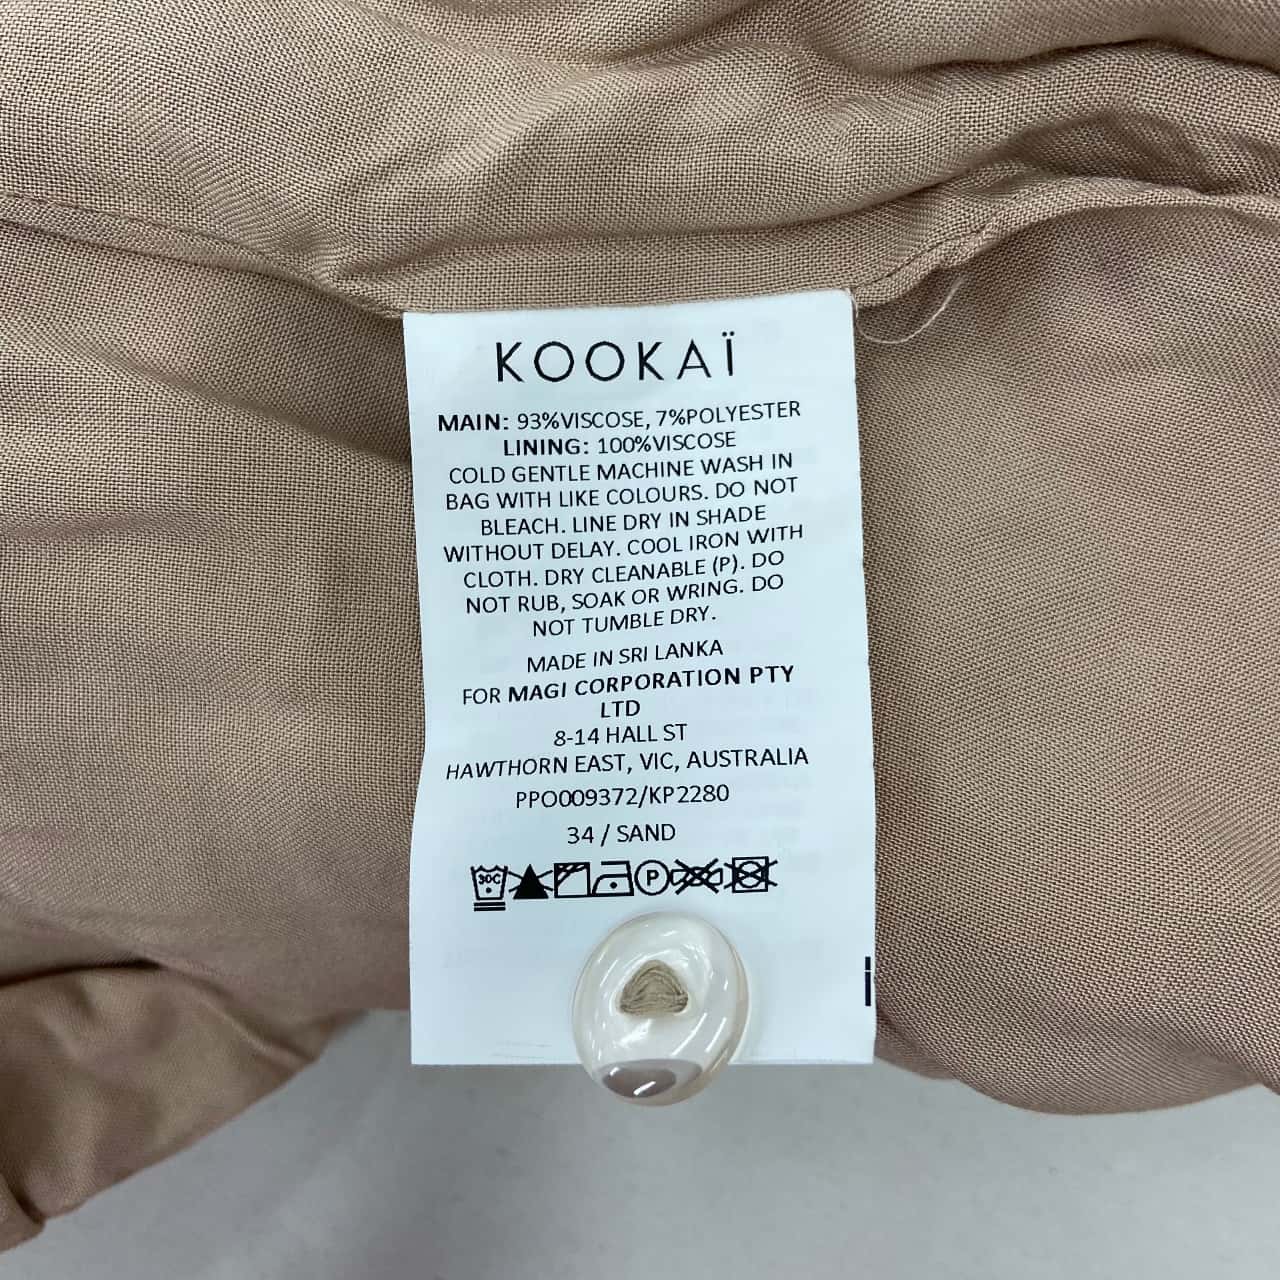 KOOKAÏ
MAIN: 93%VISCOSE, 7%POLYESTER
LINING: 100%VISCOSE
COLD GENTLE MACHINE WASH IN
BAG WITH LIKE COLOURS. DO NOT
BLEACH. LINE DRY IN SHADE
WITHOUT DELAY. COOL IRON WITH
CLOTH. DRY CLEANABLE (P). DO
NOT RUB, SOAK OR WRING. DO
NOT TUMBLE DRY.
MADE IN SRI LANKA
FOR MAGI CORPORATION PTY
LTD
8-14 HALL ST
HAWTHORN EAST, VIC, AUSTRALIA
PPO009372/KP2280
34 / SAND
30C P
i